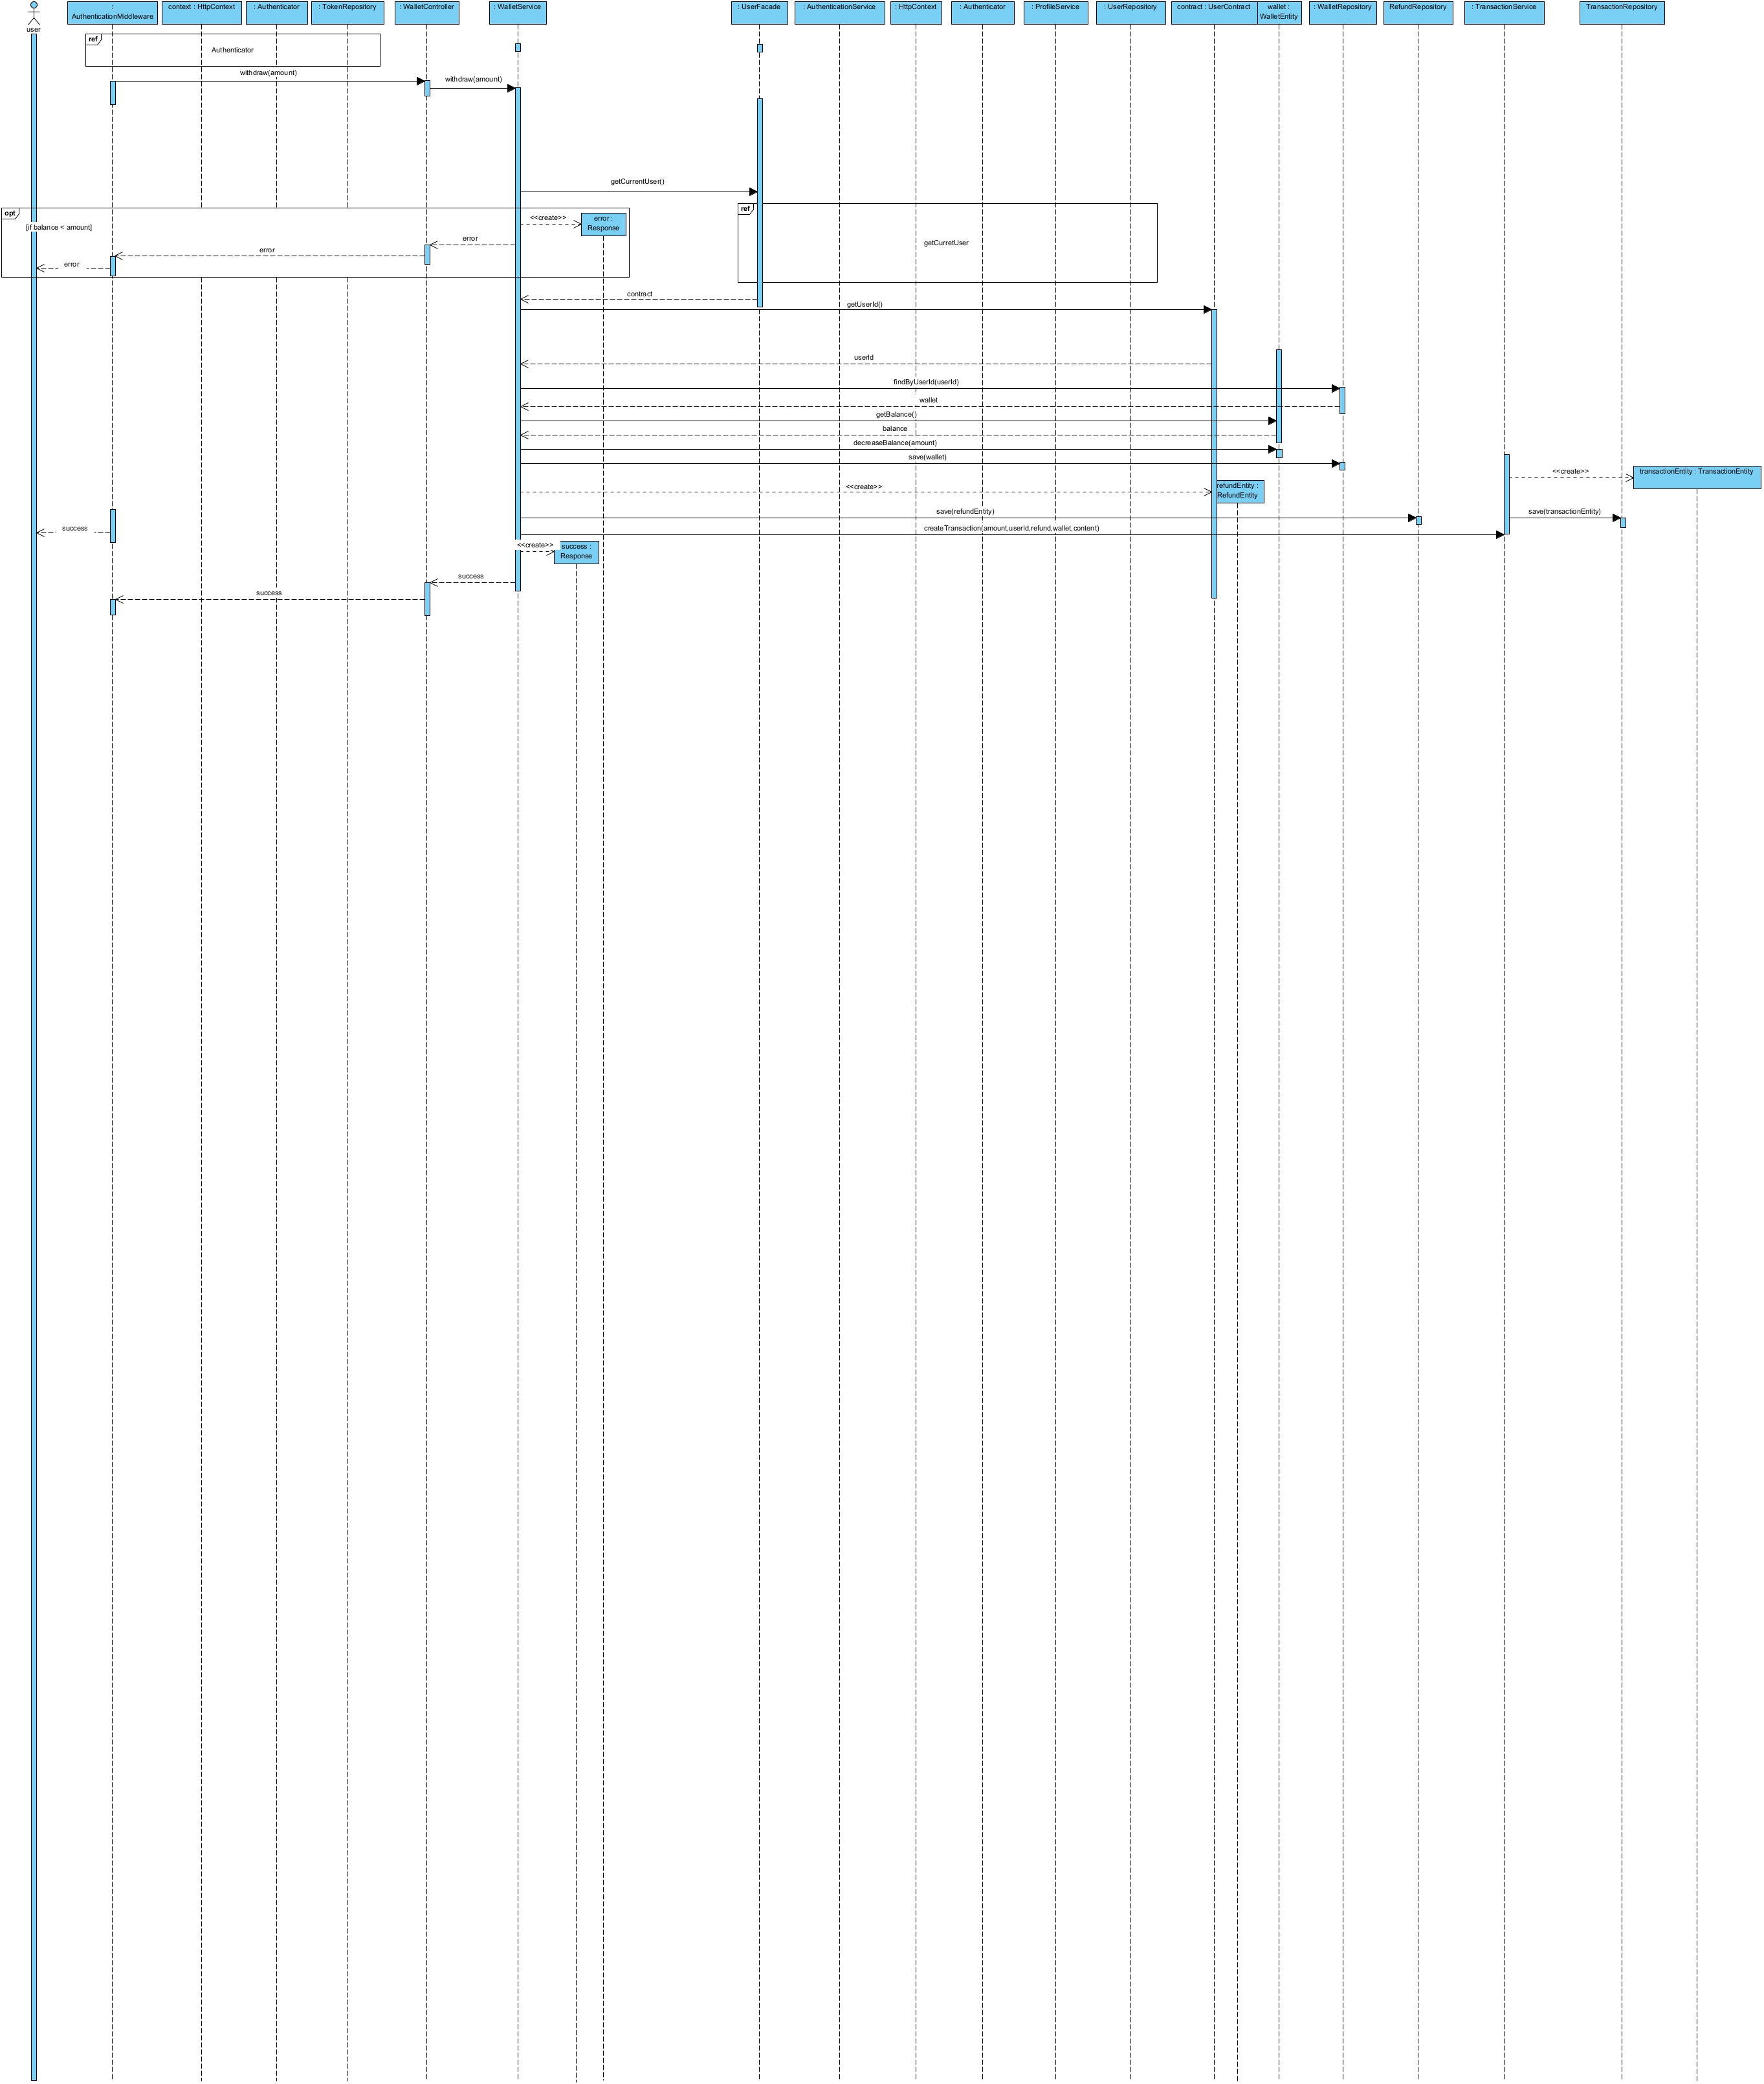 user
:
AuthenticationMiddleware
context : HttpContext
: Authenticator
: TokenRepository
: WalletController
: WalletService
: UserFacade
: AuthenticationService
: HttpContext
: Authenticator
: ProfileService
: UserRepository
contract : UserContract
wallet :
WalletEntity
: WalletRepository
RefundRepository
: TransactionService
TransactionRepository
ref
Authenticator
withdraw(amount)
withdraw(amount)
getCurrentUser()
opt
[if balance < amount]
<<create>>
error :
Response
error
error
error
ref
getCurretUser
contract
getUserId()
userId
findByUserId(userId)
wallet
getBalance()
balance
decreaseBalance(amount)
save(wallet)
<<create>>
transactionEntity : TransactionEntity
<<create>>
refundEntity :
RefundEntity
save(refundEntity)
save(transactionEntity)
success
createTransaction(amount,userId,refund,wallet,content)
<<create>>
success :
Response
success
success